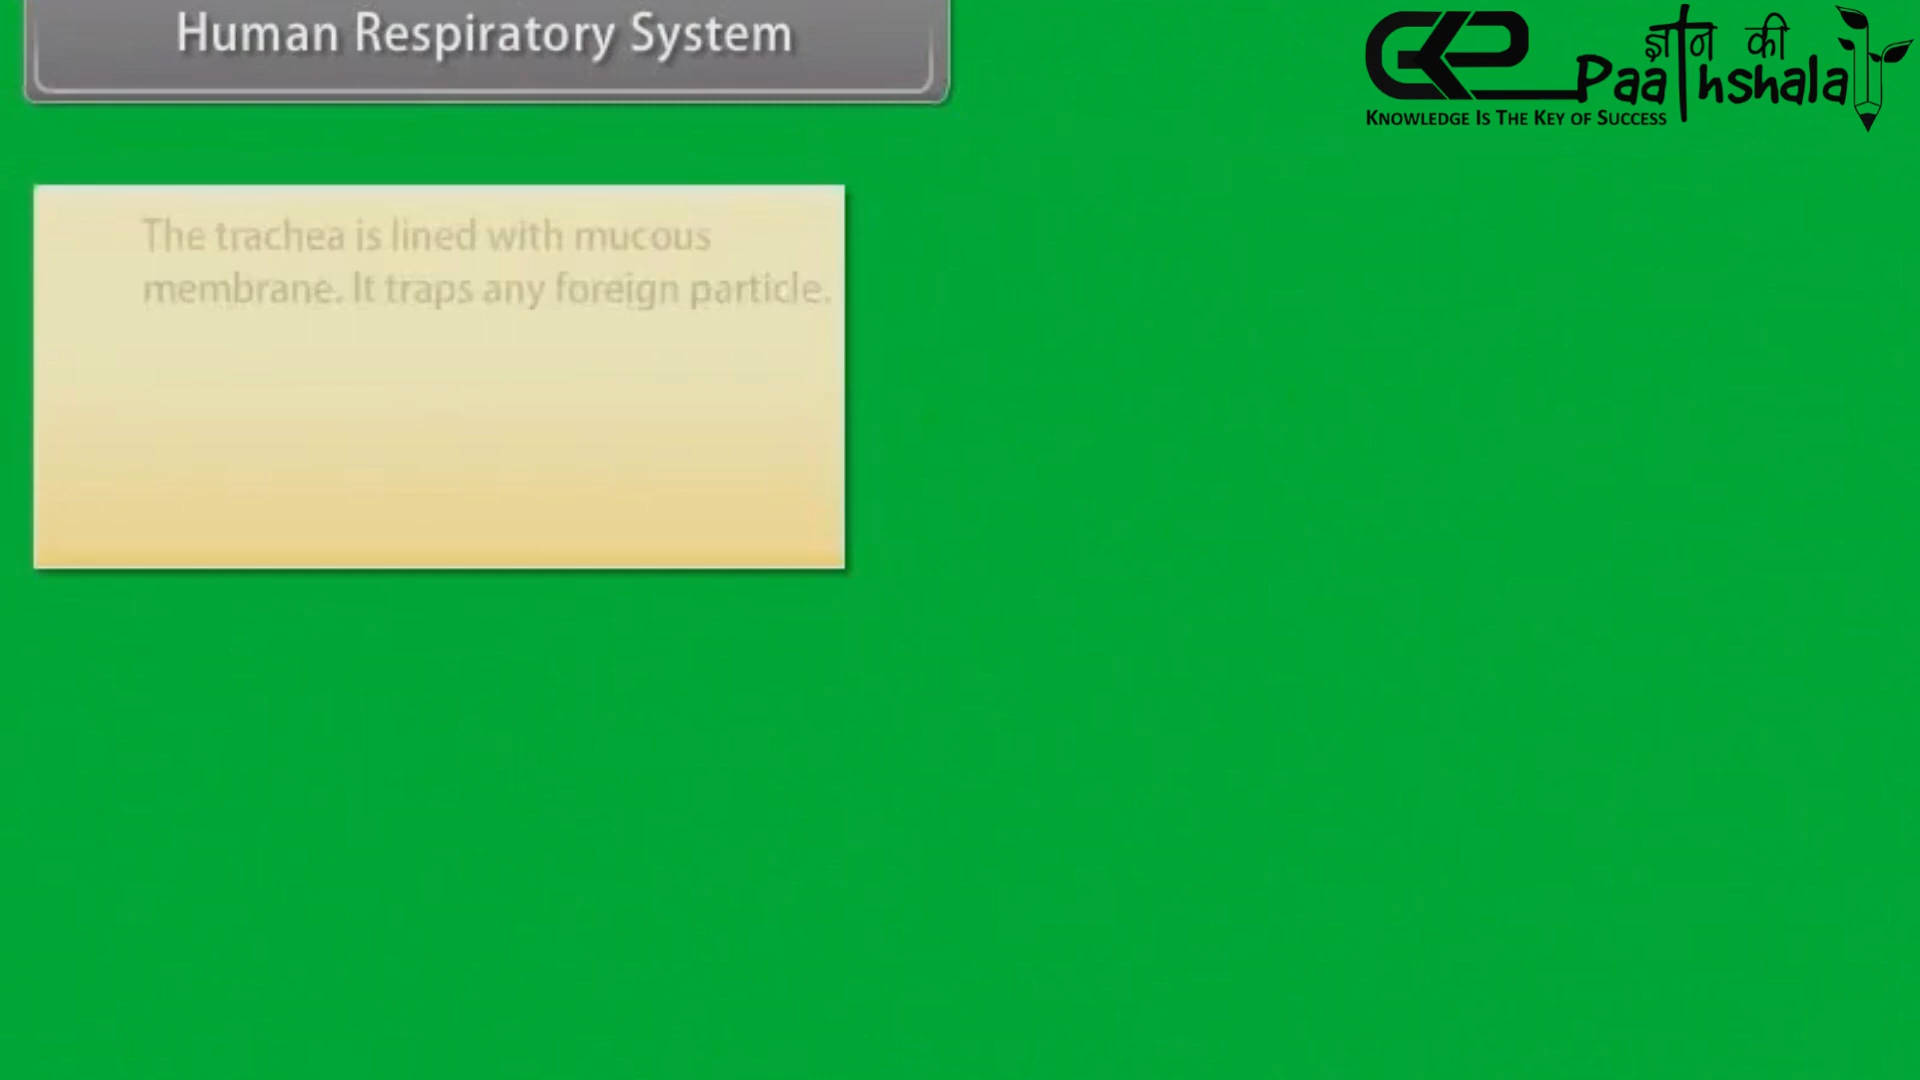 Human Respiratory System
ज्ञान की
Paathshala
KNOWLEDGE IS THE KEY OF SUCCESS
The trachea is lined with mucous
membrane. It traps any foreign particle.